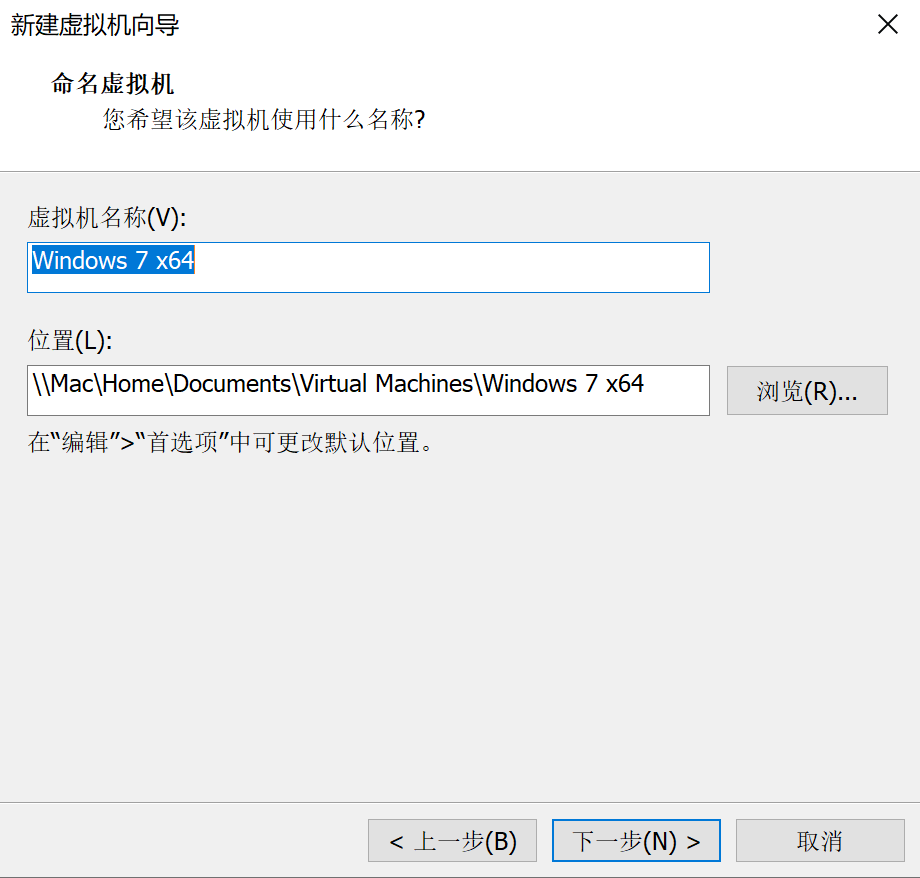 新建虚拟机向导
命名虚拟机
您希望该虚拟机使用什么名称?
虚拟机名称(V):
Windows 7 x64
位置(L):
\\Mac\Home\Documents\Virtual Machines\Windows 7 x64
浏览(R)...
在“编辑”>“首选项”中可更改默认位置。
< 上一步(B)
下一步(N) >
取消